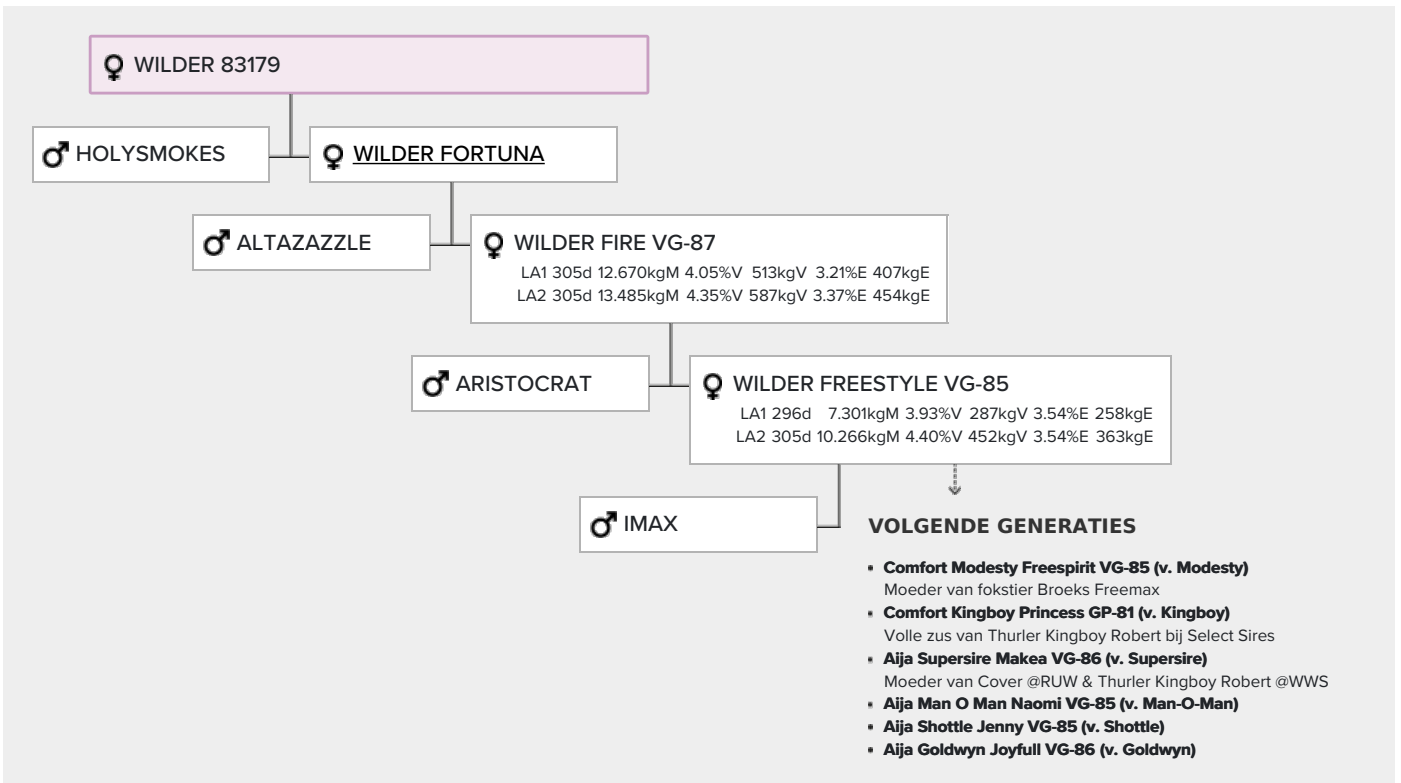 WILDER 83179
HOLYSMOKES
WILDER FORTUNA
ALTAZAZZLE
WILDER FIRE VG-87
LA1 305d 12.670kgM 4.05%V 513kgV 3.21%E 407kgE
LA2 305d 13.485kgM 4.35%V 587kgV 3.37%E 454kgE
ARISTOCRAT
WILDER FREESTYLE VG-85
LA1 296d 7.301kgM 3.93%V 287kgV 3.54%E 258kgE
LA2 305d 10.266kgM 4.40%V 452kgV 3.54%E 363kgE
IMAX
VOLGENDE GENERATIES
Comfort Modesty Freespirit VG-85 (v. Modesty)
Moeder van fokstier Broeks Freemax
Comfort Kingboy Princess GP-81 (v. Kingboy)
Volle zus van Thurler Kingboy Robert bij Select Sires
Aija Supersire Makea VG-86 (v. Supersire)
Moeder van Cover @RUW & Thurler Kingboy Robert @WWS
Aija Man O Man Naomi VG-85 (v. Man-O-Man)
Aija Shottle Jenny VG-85 (v. Shottle)
Aija Goldwyn Joyfull VG-86 (v. Goldwyn)